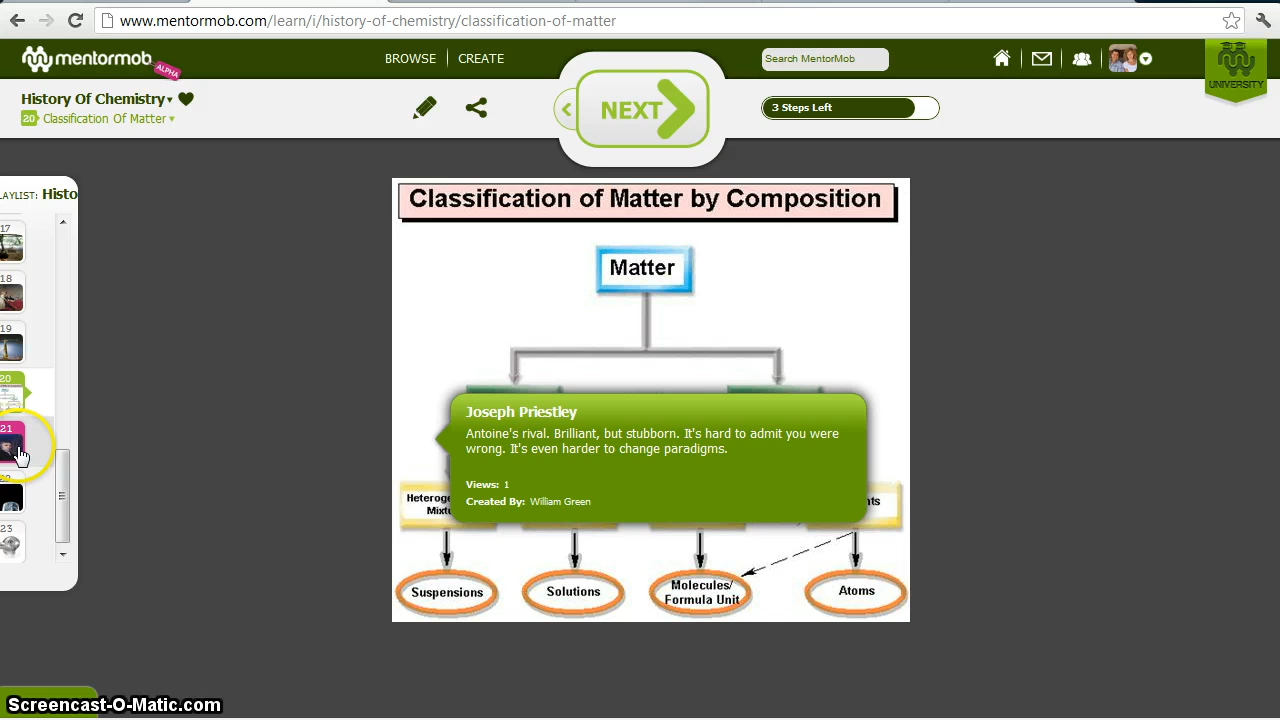 www.mentormob.com/learn/i/history-of-chemistry/classification-of-matter
mentormob
ALPHA
BROWSE
CREATE
Search MentorMob
UNIVERSITY
History Of Chemistry
20 Classification Of Matter
NEXT
3 Steps Left
PLAYLIST: Histo
17
18
19
20
21
23
Classification of Matter by Composition
Matter
Joseph Priestley
Antoine's rival. Brilliant, but stubborn. It's hard to admit you were
wrong. It's even harder to change paradigms.
Views: 1
Created By: William Green
Heterog
Mixtu
nts
Suspensions
Solutions
Molecules/
Formula Unit
Atoms
Screencast-O-Matic.com